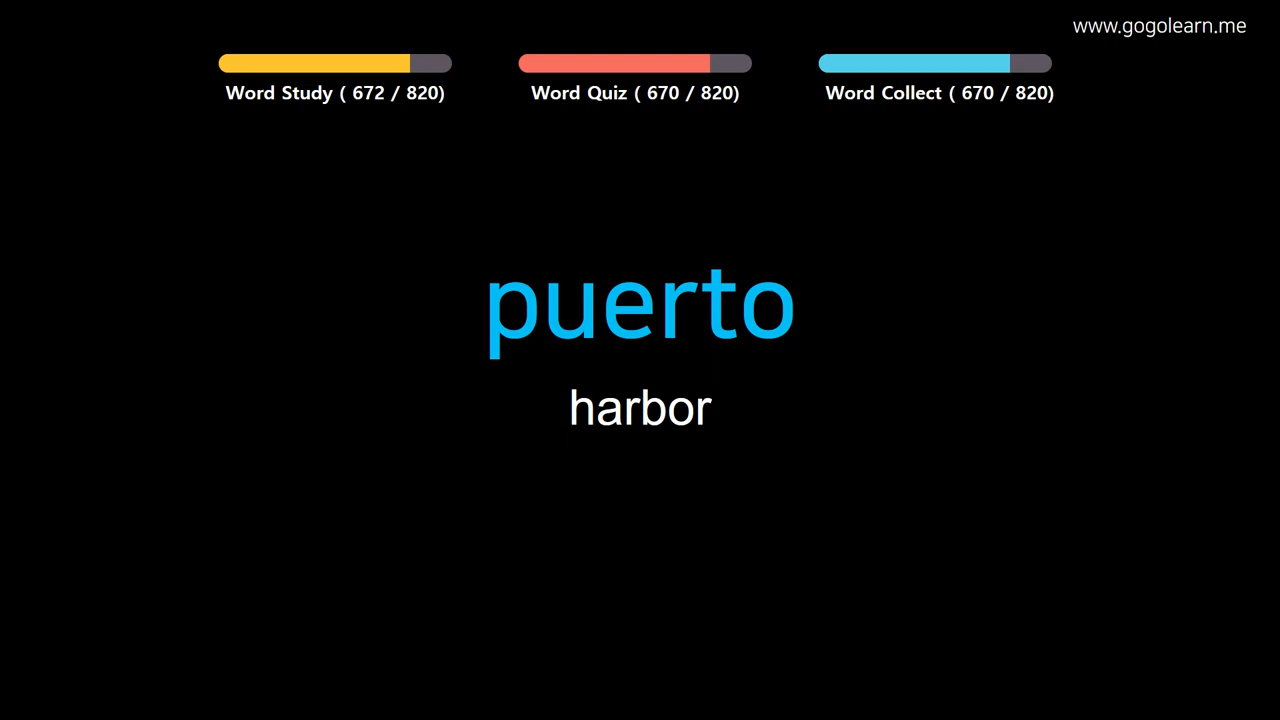 www.gogolearn.me
Word Study ( 672 / 820)
Word Quiz ( 670 / 820)
Word Collect ( 670 / 820)
puerto
harbor